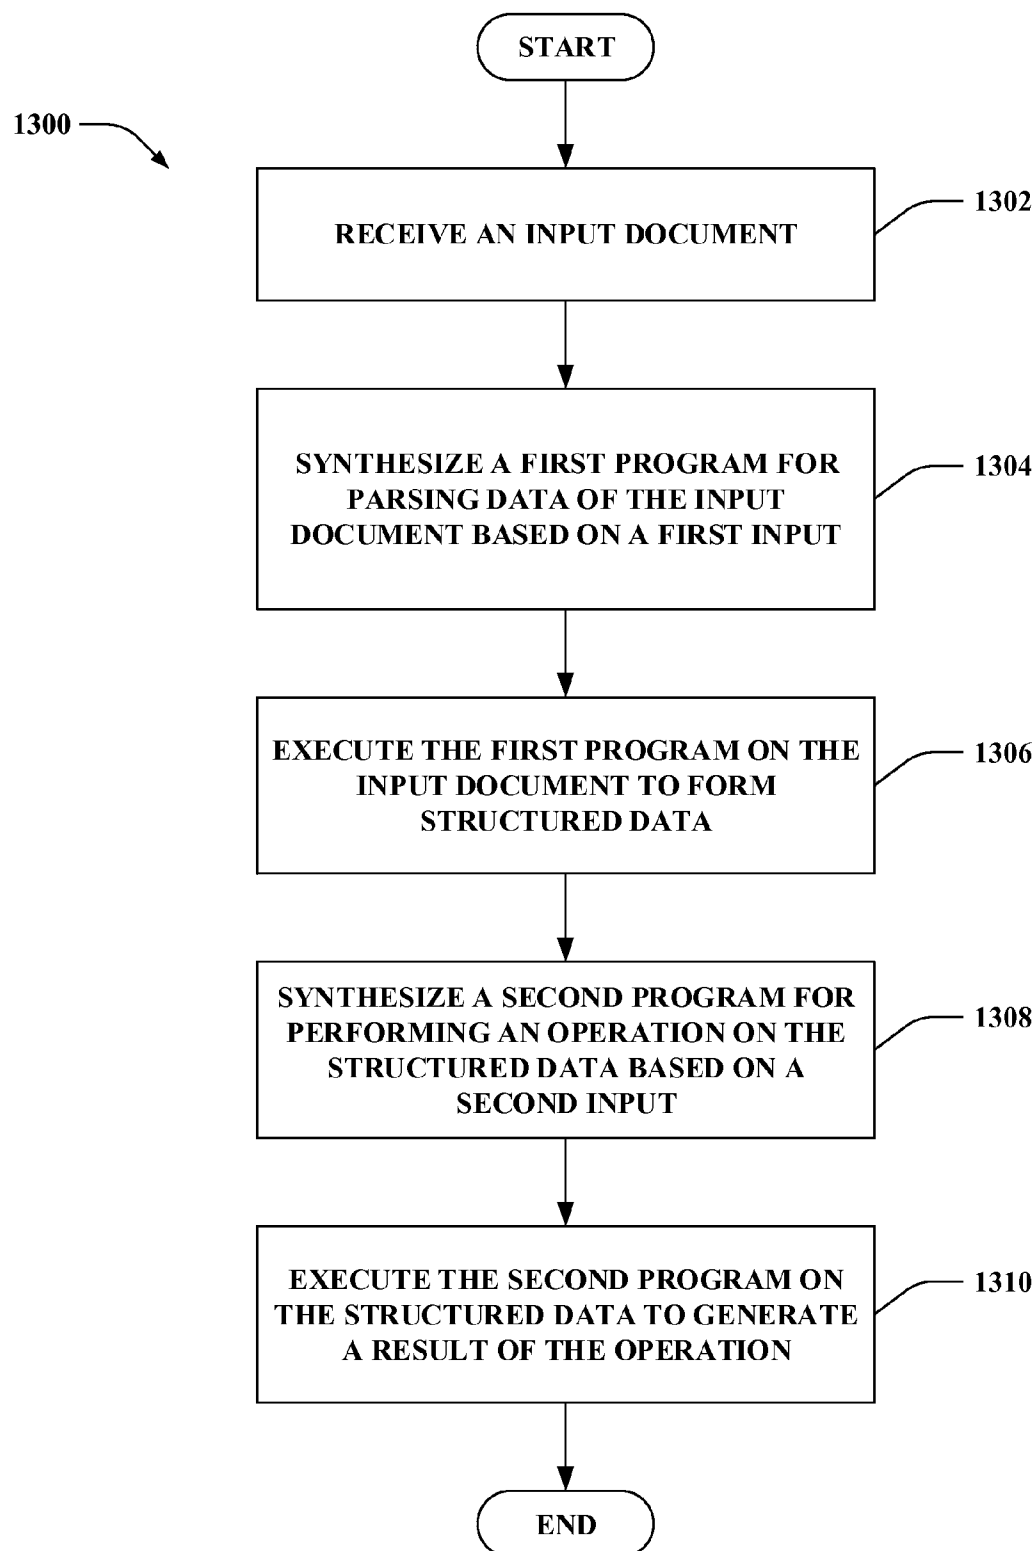 START
1300
RECEIVE AN INPUT DOCUMENT
1302
SYNTHESIZE A FIRST PROGRAM FOR
PARSING DATA OF THE INPUT
DOCUMENT BASED ON A FIRST INPUT
1304
EXECUTE THE FIRST PROGRAM ON THE
INPUT DOCUMENT TO FORM
STRUCTURED DATA
1306
SYNTHESIZE A SECOND PROGRAM FOR
PERFORMING AN OPERATION ON THE
STRUCTURED DATA BASED ON A
SECOND INPUT
1308
EXECUTE THE SECOND PROGRAM ON
THE STRUCTURED DATA TO GENERATE
A RESULT OF THE OPERATION
1310
END